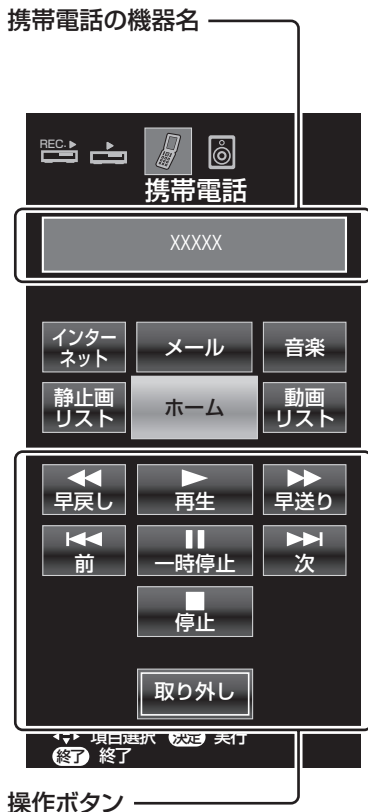 携帯電話の機器名
REC
携帯電話
XXXXX
インター
ネット
メール
音楽
静止画
リスト
ホーム
動画
リスト
早戻し
再生
早送り
前
一時停止
次
停止
取り外し
項目選択 決定 実行
終了 終了
操作ボタン